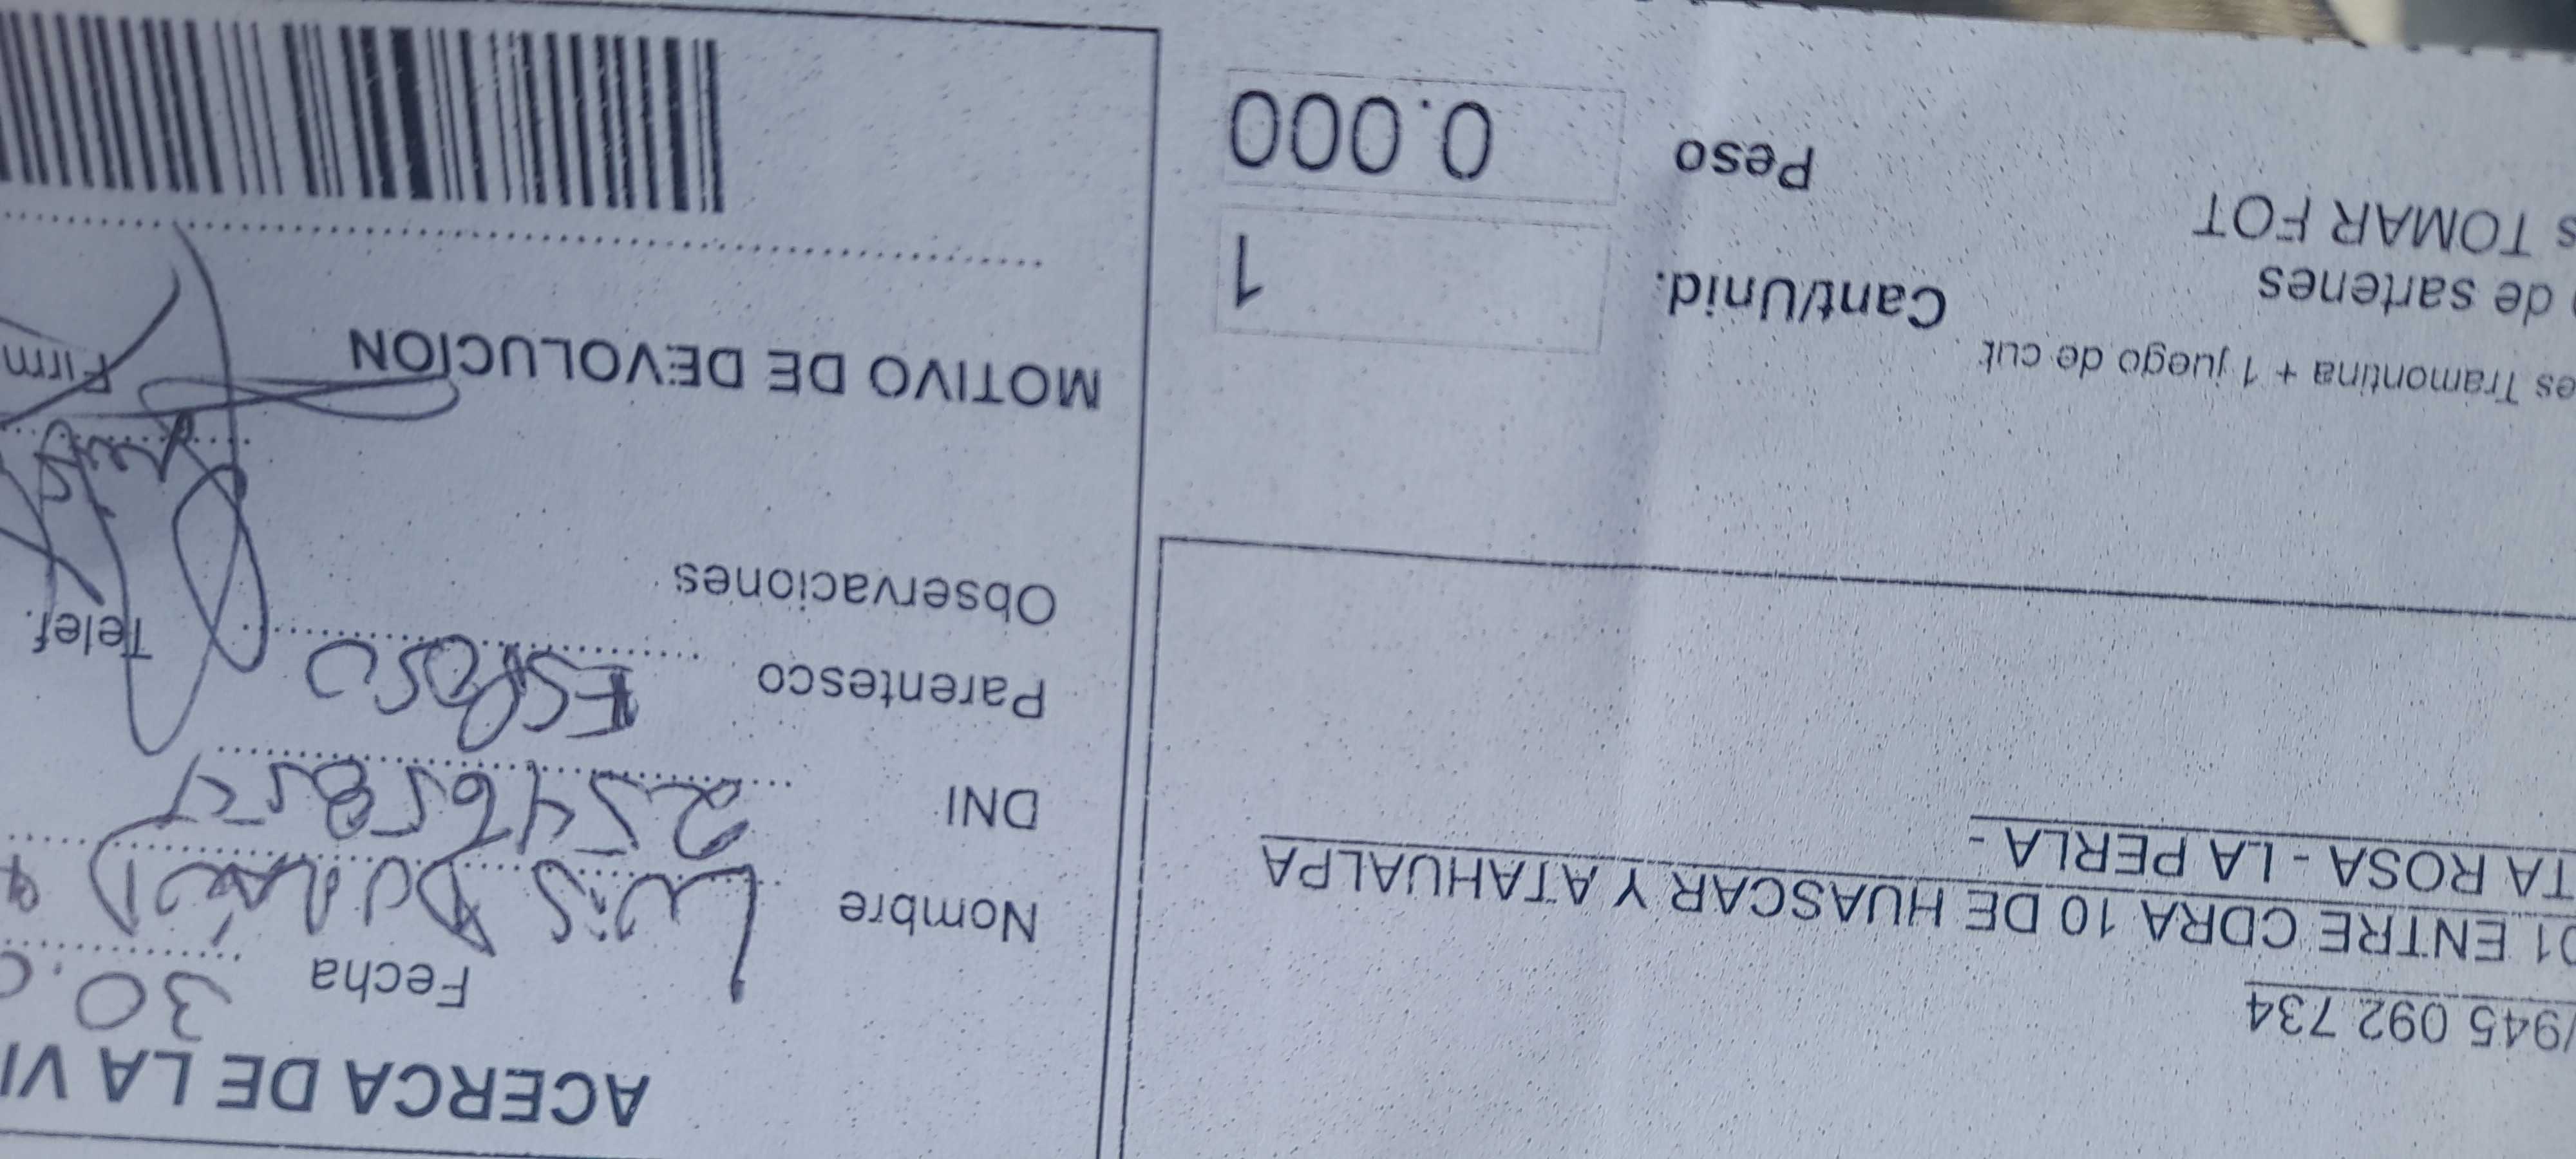 /945 092 734
01 ENTRE CDRA 10 DE HUASCAR Y ATAHUALPA
TA ROSA - LA PERLA -
es Tramontina + 1 juego de cut
de sartenes
s TOMAR FOT
Cant/Unid. 1
Peso 0.000
ACERCA DE LA VI
Fecha 30.0
Nombre Luis
DNI
Parentesco ESPOSO
Telef.
Observaciones
MOTIVO DE DEVOLUCION
Firm